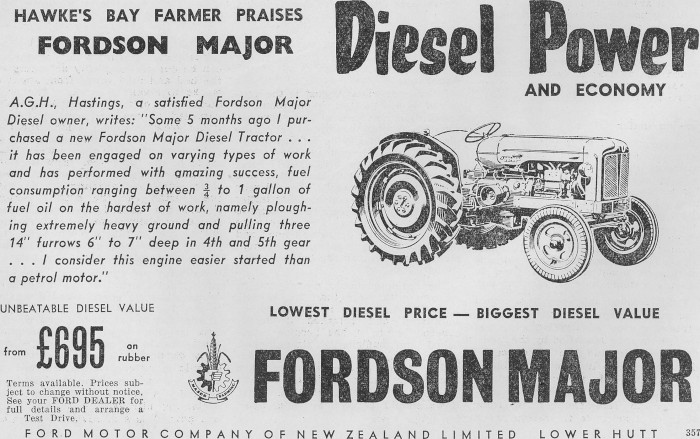 HAWKE'S BAY FARMER PRAISES
FORDSON MAJOR
A.G.H., Hastings, a satisfied Fordson Major
Diesel owner, writes: "Some 5 months ago I pur-
chased a new Fordson Major Diesel Tractor . . .
it has been engaged on varying types of work
and has performed with amazing success, fuel
consumption ranging between ¾ to 1 gallon of
fuel oil on the hardest of work, namely plough-
ing extremely heavy ground and pulling three
14" furrows 6" to 7" deep in 4th and 5th gear
. . . I consider this engine easier started than
a petrol motor."
UNBEATABLE DIESEL VALUE
from £695 on
rubber
Terms available. Prices sub-
ject to change without notice.
See your FORD DEALER for
full details and arrange a
Test Drive.
Diesel Power
AND ECONOMY
LOWEST DIESEL PRICE — BIGGEST DIESEL VALUE
FORDSON MAJOR
FORD MOTOR COMPANY OF NEW ZEALAND LIMITED LOWER HUTT 357